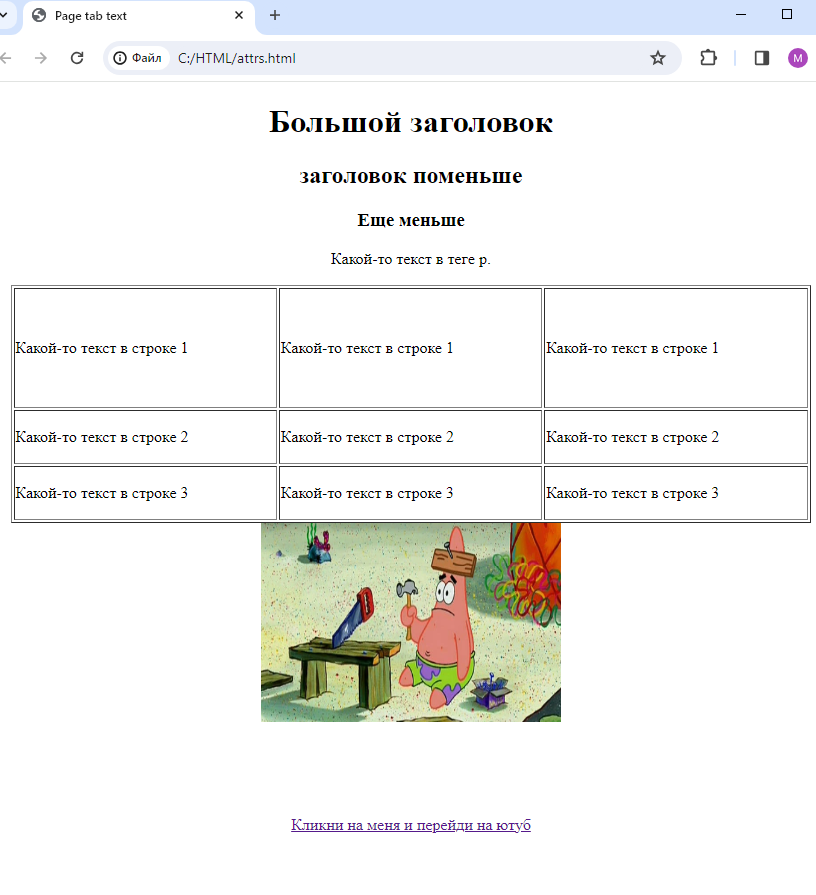 Page tab text
Файл C:/HTML/attrs.html M
Большой заголовок
заголовок поменьше
Еще меньше
Какой-то текст в теге p.
Какой-то текст в строке 1 Какой-то текст в строке 1 Какой-то текст в строке 1
Какой-то текст в строке 2 Какой-то текст в строке 2 Какой-то текст в строке 2
Какой-то текст в строке 3 Какой-то текст в строке 3 Какой-то текст в строке 3
Кликни на меня и перейди на ютуб